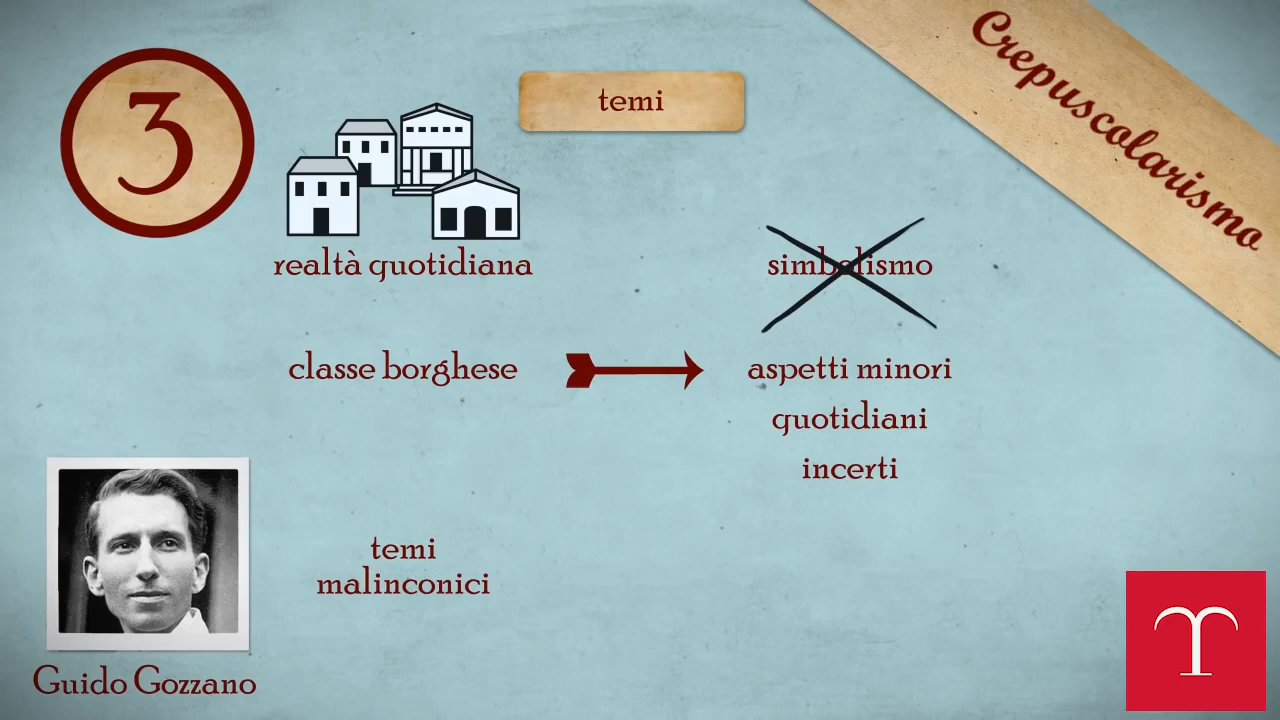 Crepuscolarismo
3
temi
realtà quotidiana
simbolismo
classe borghese
aspetti minori
quotidiani
incerti
temi
malinconici
Guido Gozzano